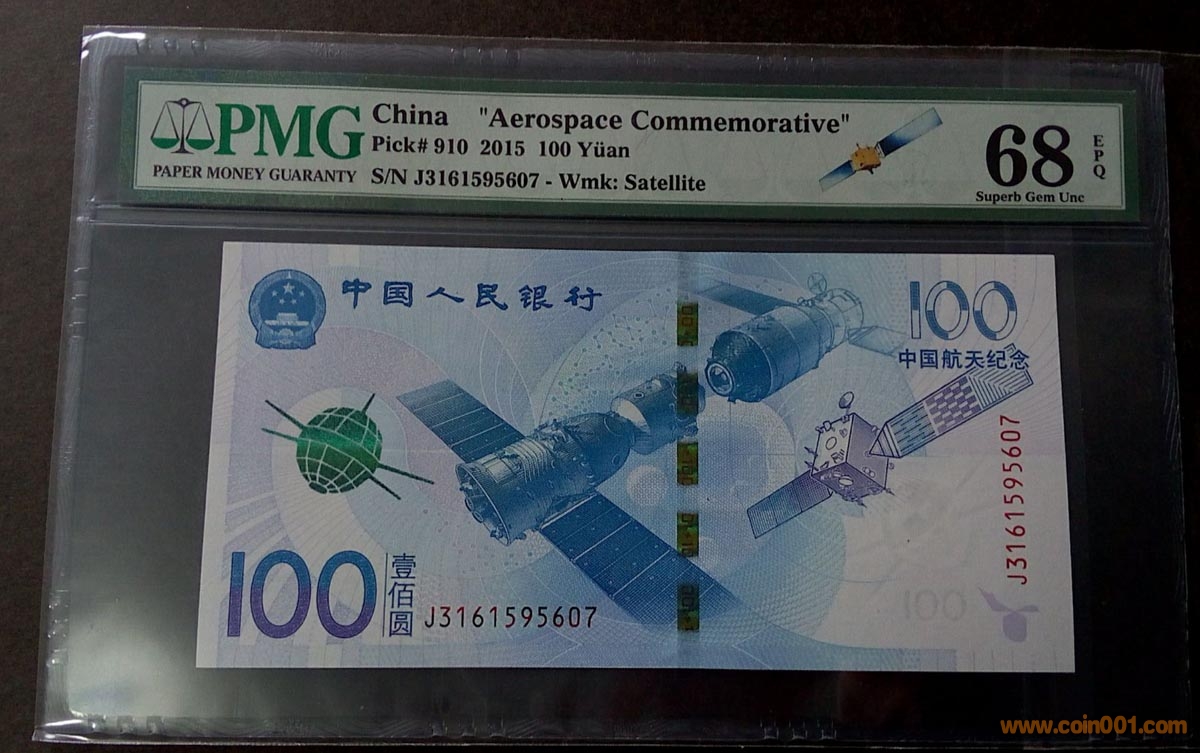 PMG
PAPER MONEY GUARANTY
China "Aerospace Commemorative"
Pick# 910 2015 100 Yüan
S/N J3161595607 - Wmk: Satellite
68
EPQ
Superb Gem Unc
中国人民银行
100
中国航天纪念
J3161595607
100
壹佰圆
J3161595607
100
www.coin001.com